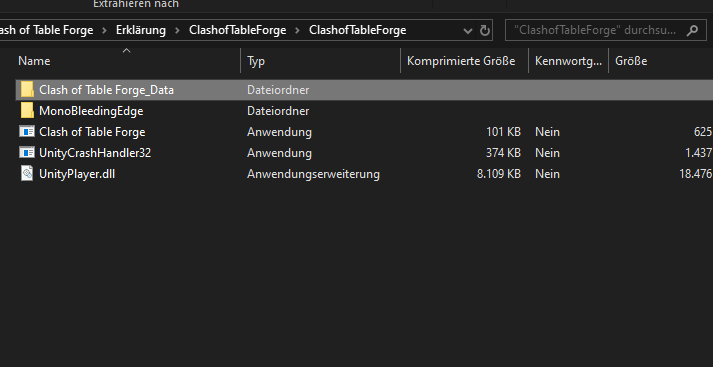 Extrahieren nach
ash of Table Forge > Erklärung > ClashofTableForge > ClashofTableForge "ClashofTableForge" durchsu...
Name Typ Komprimierte Größe Kennwortg... Größe
Clash of Table Forge_Data Dateiordner
MonoBleedingEdge Dateiordner
Clash of Table Forge Anwendung 101 KB Nein 625
UnityCrashHandler32 Anwendung 374 KB Nein 1.437
UnityPlayer.dll Anwendungserweiterung 8.109 KB Nein 18.476